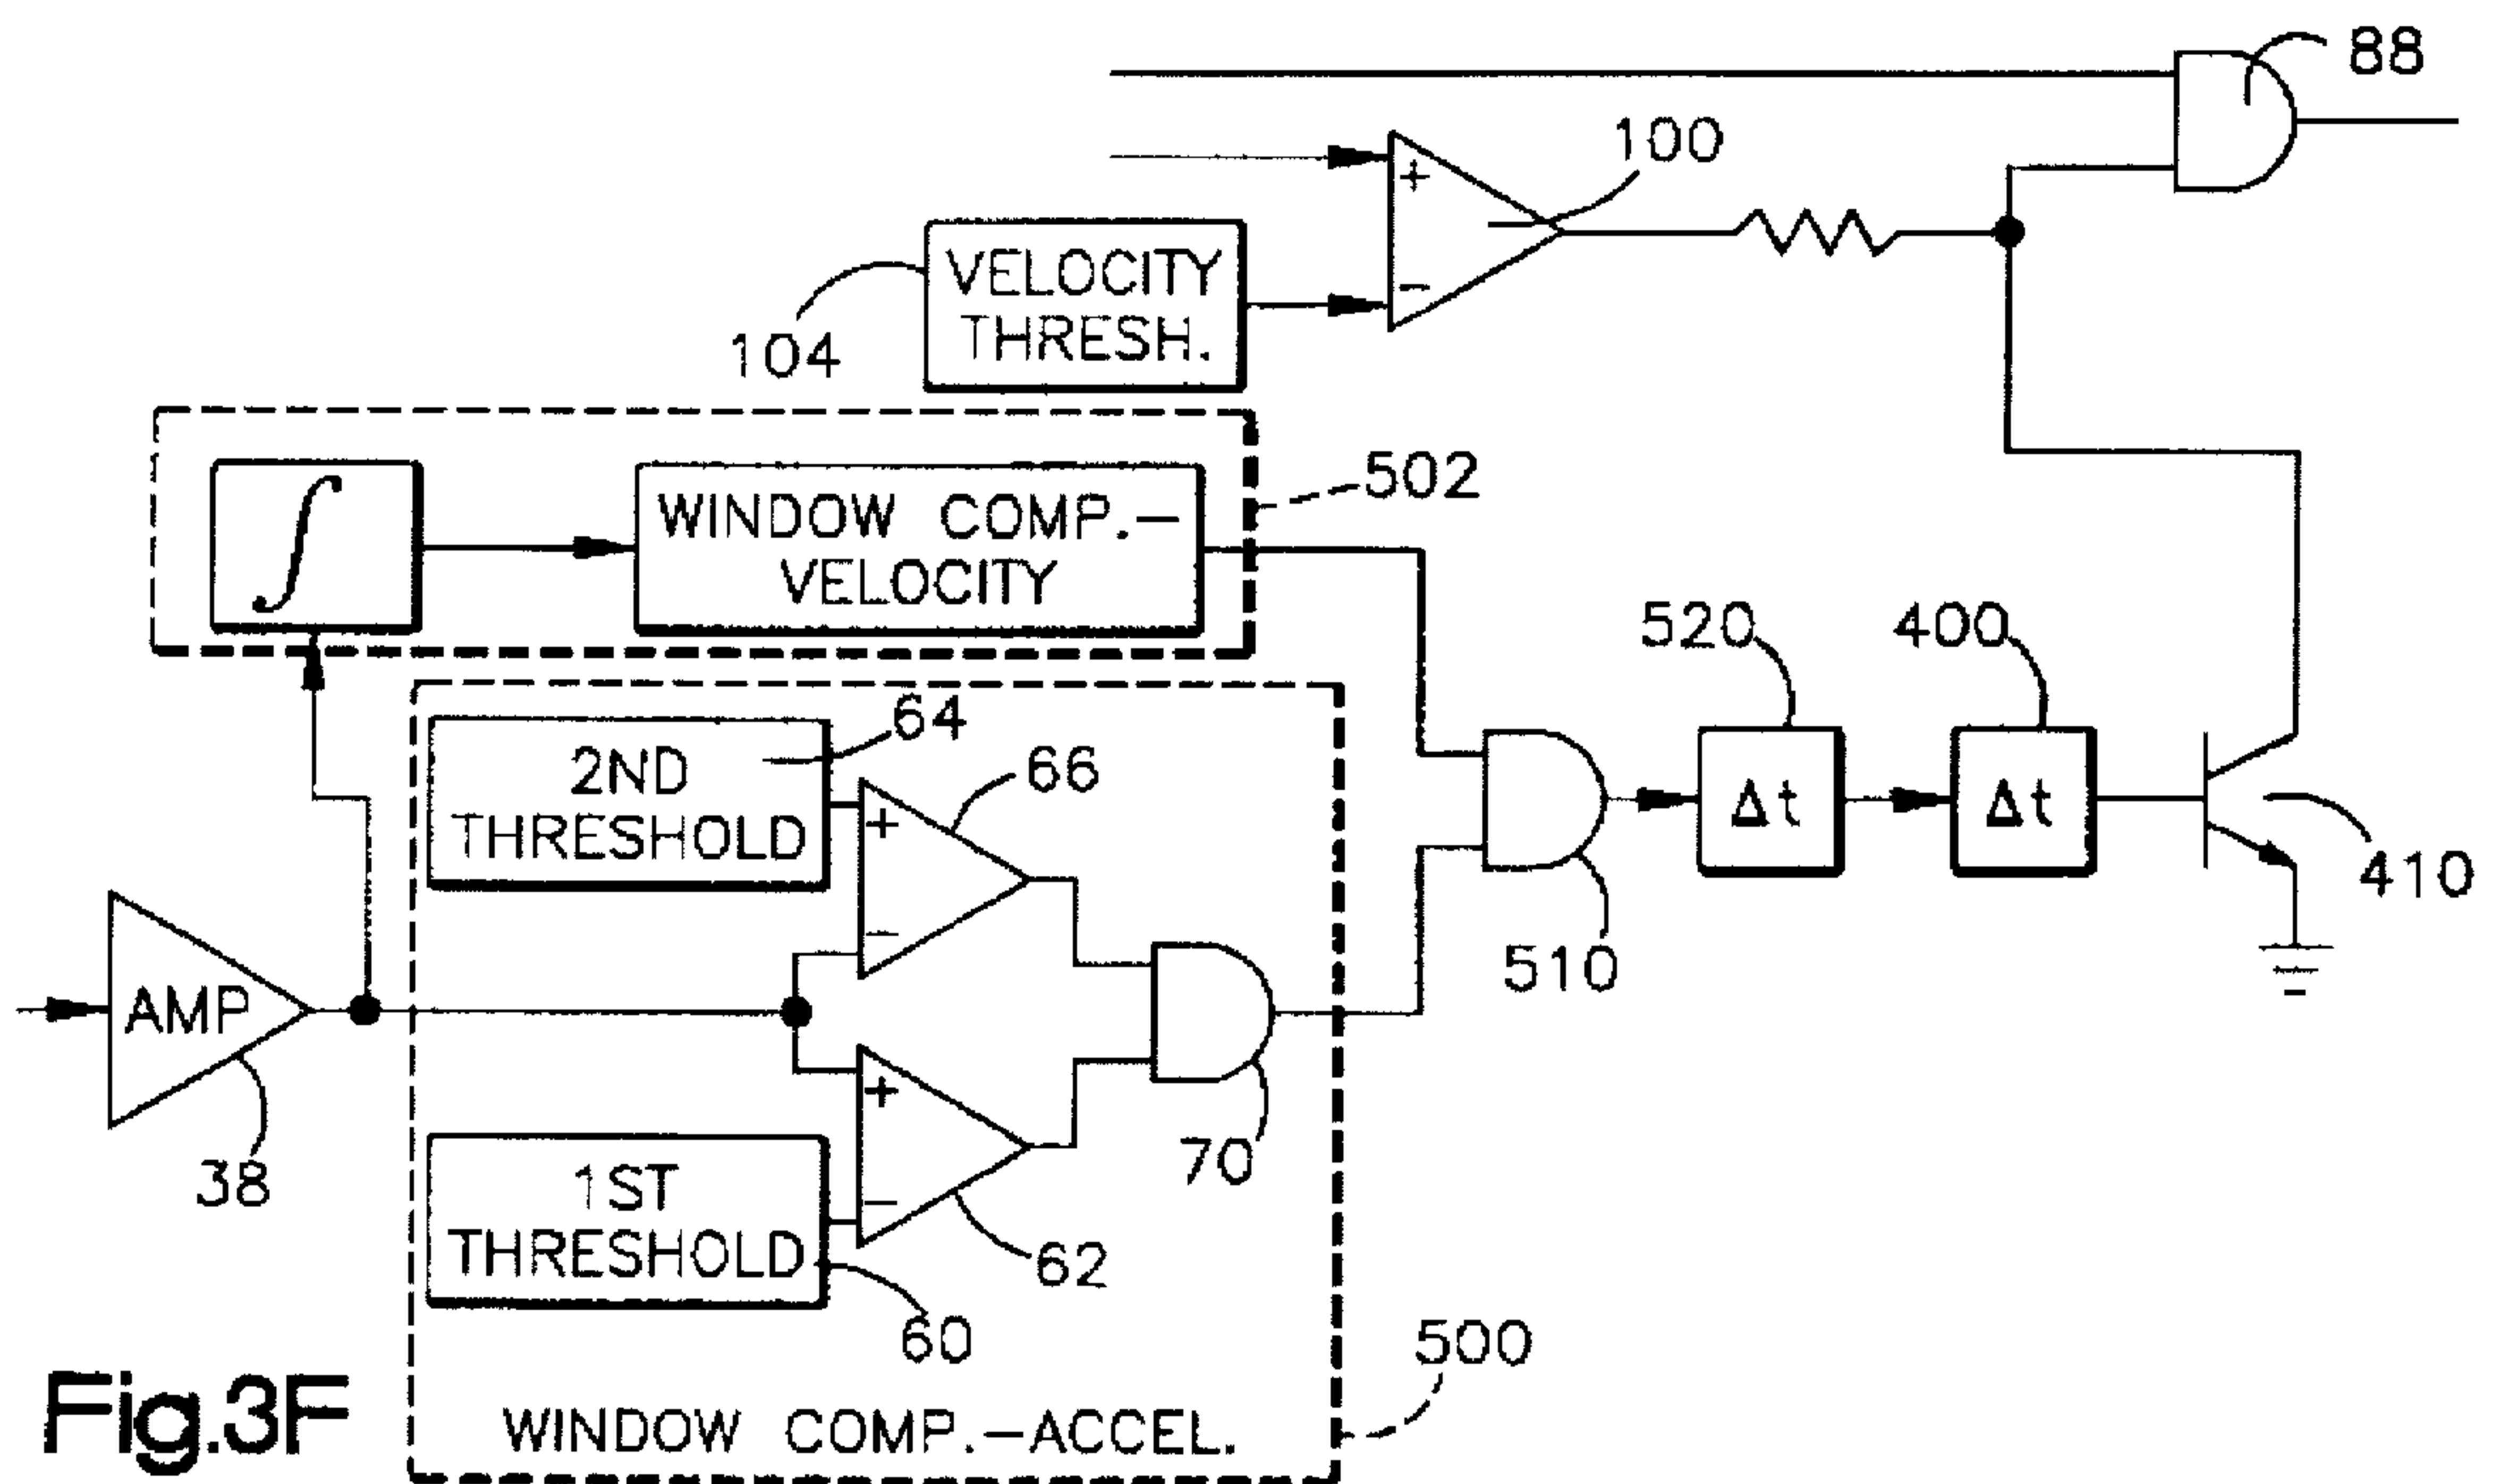 88
100
+
-
VELOCITY
THRESH.
104
502
∫
WINDOW COMP.-
VELOCITY
520
400
64
2ND
THRESHOLD
66
+
-
Δt
Δt
410
510
AMP
38
+
-
70
1ST
THRESHOLD
62
60
500
Fig.3F
WINDOW COMP.-ACCEL.